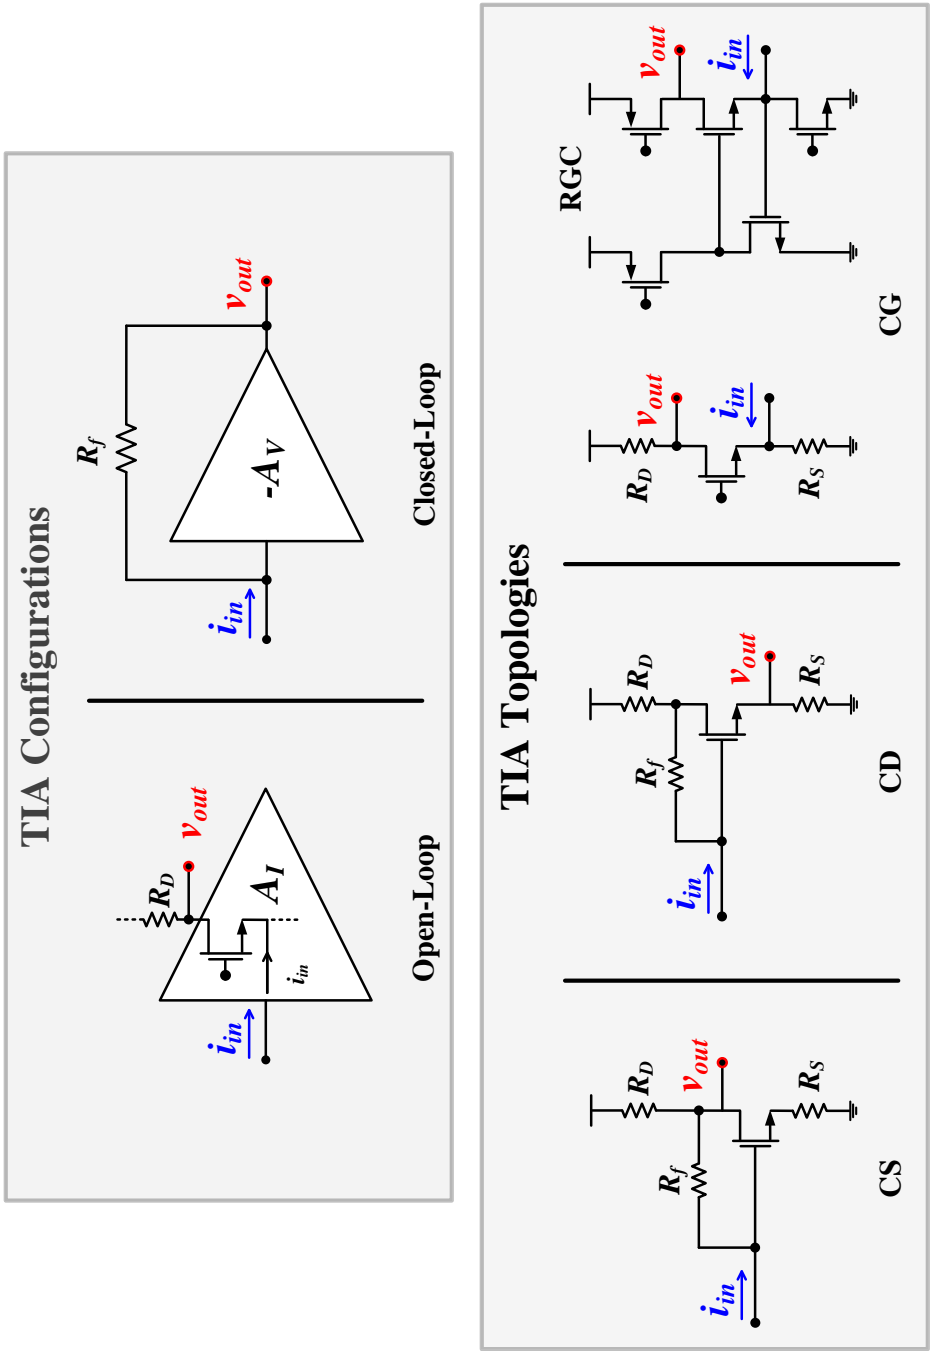 TIA Configurations
i_in
R_D
v_out
A_I
i_in
Open-Loop
i_in
R_f
-A_V
v_out
Closed-Loop
TIA Topologies
i_in
R_f
R_D
v_out
R_S
CS
i_in
R_f
R_D
v_out
R_S
CD
R_D
v_out
i_in
R_S
RGC
v_out
i_in
CG